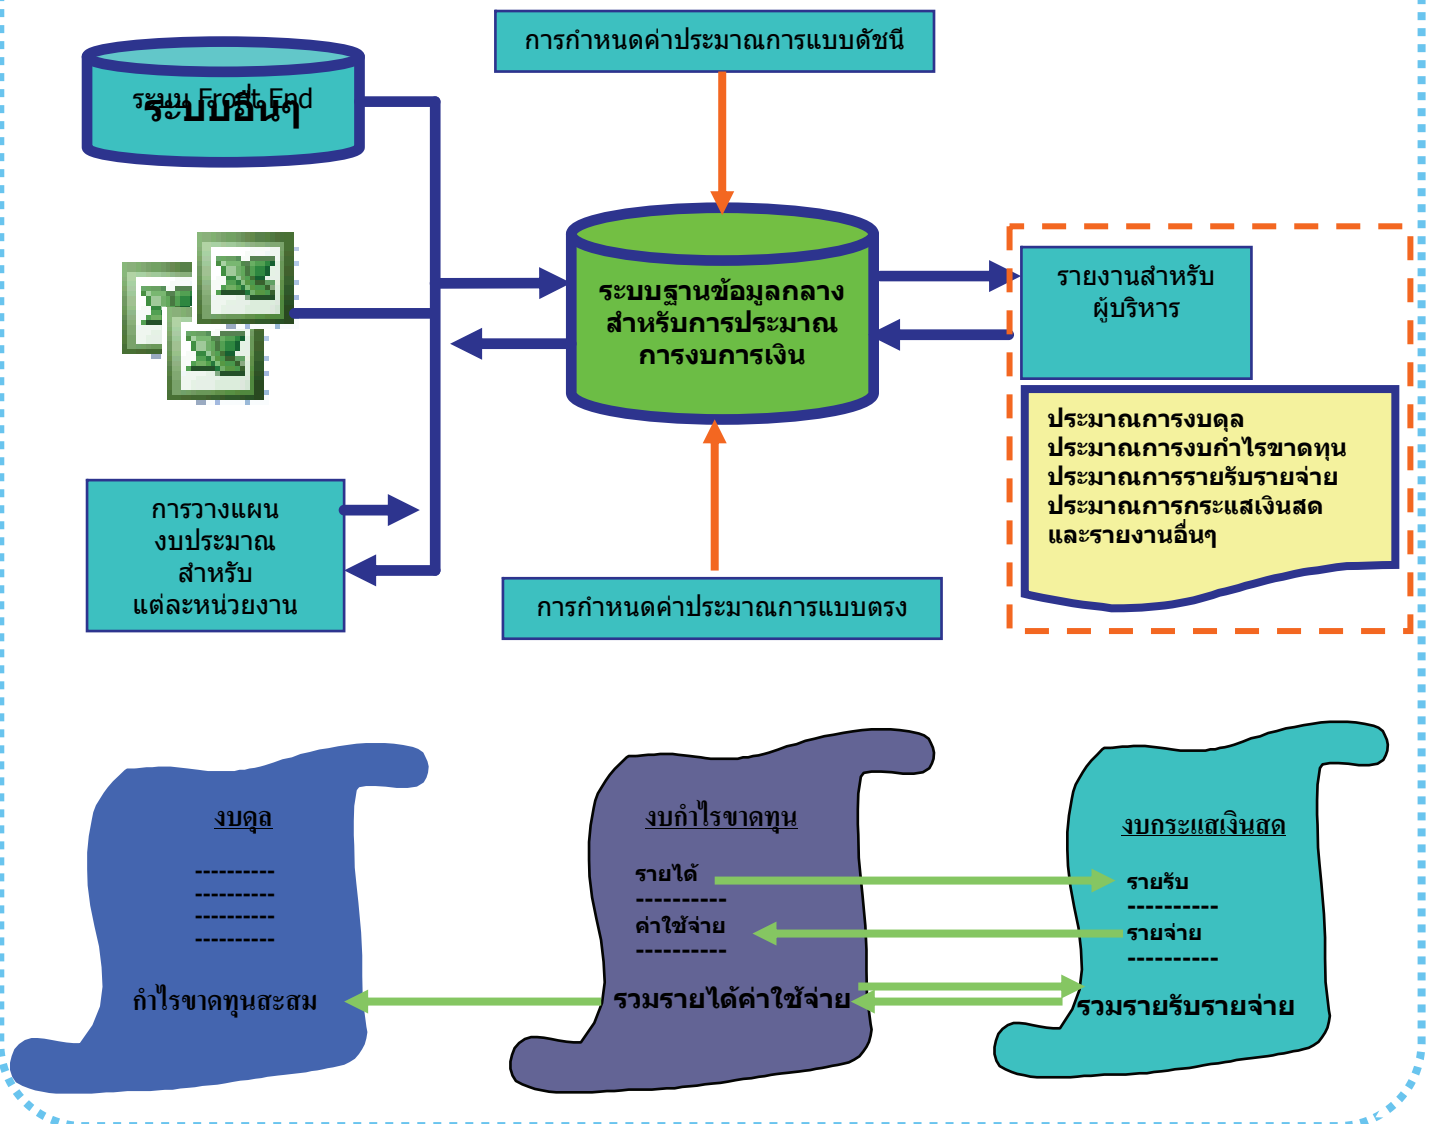 การกำหนดค่าประมาณการแบบดัชนี
ระบบ Front End
ระบบอื่นๆ
ระบบฐานข้อมูลกลาง
สำหรับการประมาณ
การงบการเงิน
รายงานสำหรับ
ผู้บริหาร
ประมาณการงบดุล
ประมาณการงบกำไรขาดทุน
ประมาณการรายรับรายจ่าย
ประมาณการกระแสเงินสด
และรายงานอื่นๆ
การวางแผน
งบประมาณ
สำหรับ
แต่ละหน่วยงาน
การกำหนดค่าประมาณการแบบตรง
งบดุล
----------
----------
----------
----------
กำไรขาดทุนสะสม
งบกำไรขาดทุน
รายได้
----------
ค่าใช้จ่าย
----------
รวมรายได้ค่าใช้จ่าย
งบกระแสเงินสด
รายรับ
----------
รายจ่าย
----------
รวมรายรับรายจ่าย